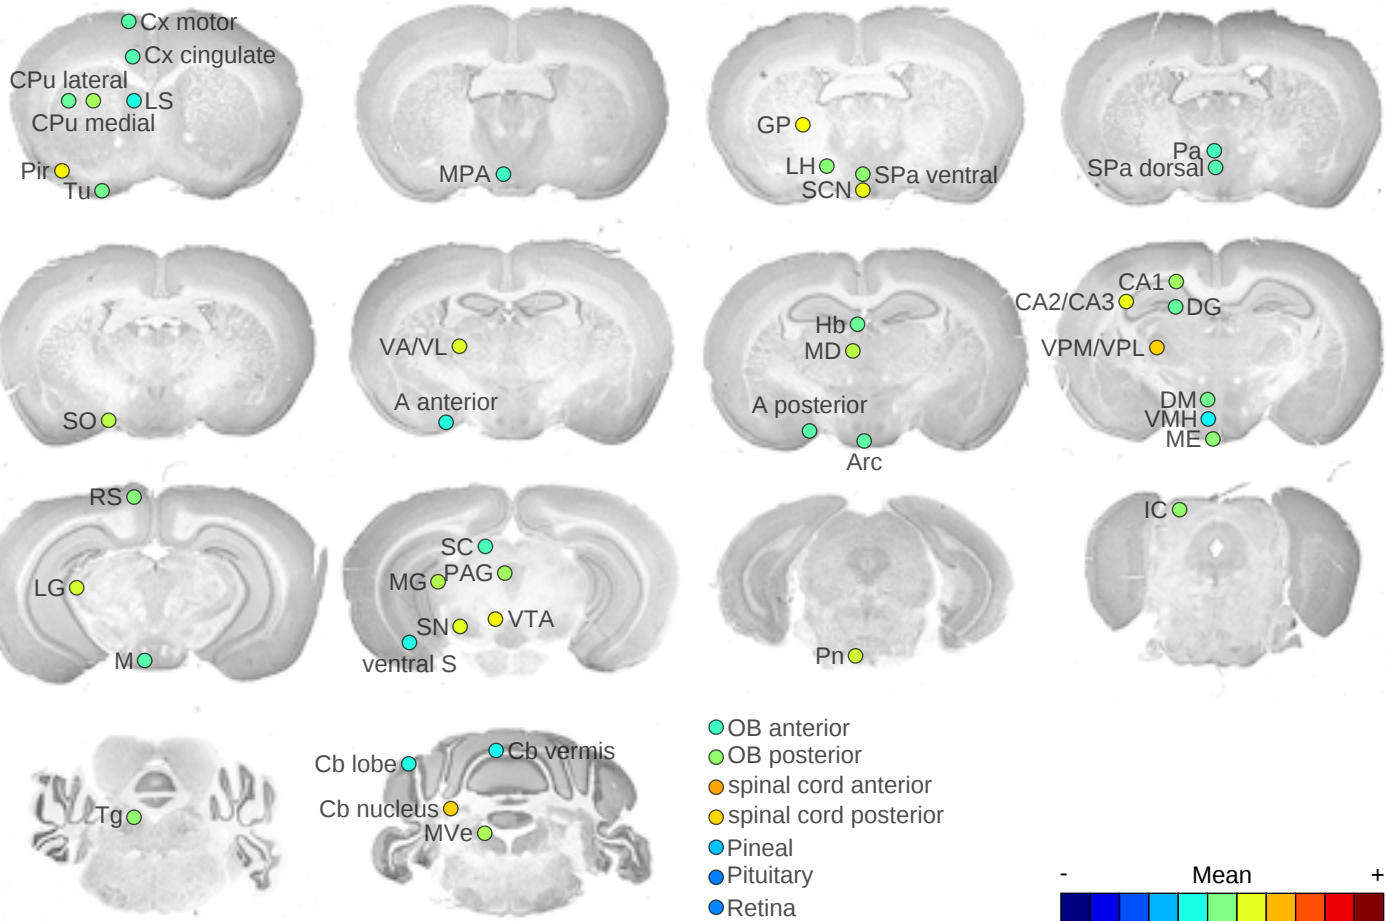 Cx motor
Cx cingulate
CPu lateral
LS
CPu medial
Pir
Tu
MPA
GP
LH
SPa ventral
SCN
Pa
SPa dorsal
SO
VA/VL
A anterior
Hb
MD
A posterior
Arc
CA1
CA2/CA3
DG
VPM/VPL
DM
VMH
ME
RS
LG
M
SC
PAG
MG
VTA
SN
ventral S
Pn
IC
Tg
Cb vermis
Cb lobe
Cb nucleus
MVe
OB anterior
OB posterior
spinal cord anterior
spinal cord posterior
Pineal
Pituitary
Retina
- Mean +